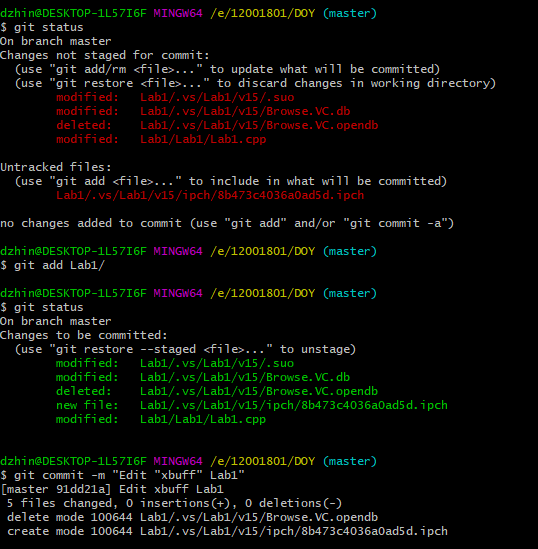 dzhin@DESKTOP-1L57I6F MINGW64 /e/12001801/DOY (master)
$ git status
On branch master
Changes not staged for commit:
  (use "git add/rm <file>..." to update what will be committed)
  (use "git restore <file>..." to discard changes in working directory)
        modified:   Lab1/.vs/Lab1/v15/.suo
        modified:   Lab1/.vs/Lab1/v15/Browse.VC.db
        deleted:    Lab1/.vs/Lab1/v15/Browse.VC.opendb
        modified:   Lab1/Lab1/Lab1.cpp

Untracked files:
  (use "git add <file>..." to include in what will be committed)
        Lab1/.vs/Lab1/v15/ipch/8b473c4036a0ad5d.ipch

no changes added to commit (use "git add" and/or "git commit -a")

dzhin@DESKTOP-1L57I6F MINGW64 /e/12001801/DOY (master)
$ git add Lab1/

dzhin@DESKTOP-1L57I6F MINGW64 /e/12001801/DOY (master)
$ git status
On branch master
Changes to be committed:
  (use "git restore --staged <file>..." to unstage)
        modified:   Lab1/.vs/Lab1/v15/.suo
        modified:   Lab1/.vs/Lab1/v15/Browse.VC.db
        deleted:    Lab1/.vs/Lab1/v15/Browse.VC.opendb
        new file:   Lab1/.vs/Lab1/v15/ipch/8b473c4036a0ad5d.ipch
        modified:   Lab1/Lab1/Lab1.cpp

dzhin@DESKTOP-1L57I6F MINGW64 /e/12001801/DOY (master)
$ git commit -m "Edit "xbuff" Lab1"
[master 91dd21a] Edit xbuff Lab1
 5 files changed, 0 insertions(+), 0 deletions(-)
 delete mode 100644 Lab1/.vs/Lab1/v15/Browse.VC.opendb
 create mode 100644 Lab1/.vs/Lab1/v15/ipch/8b473c4036a0ad5d.ipch